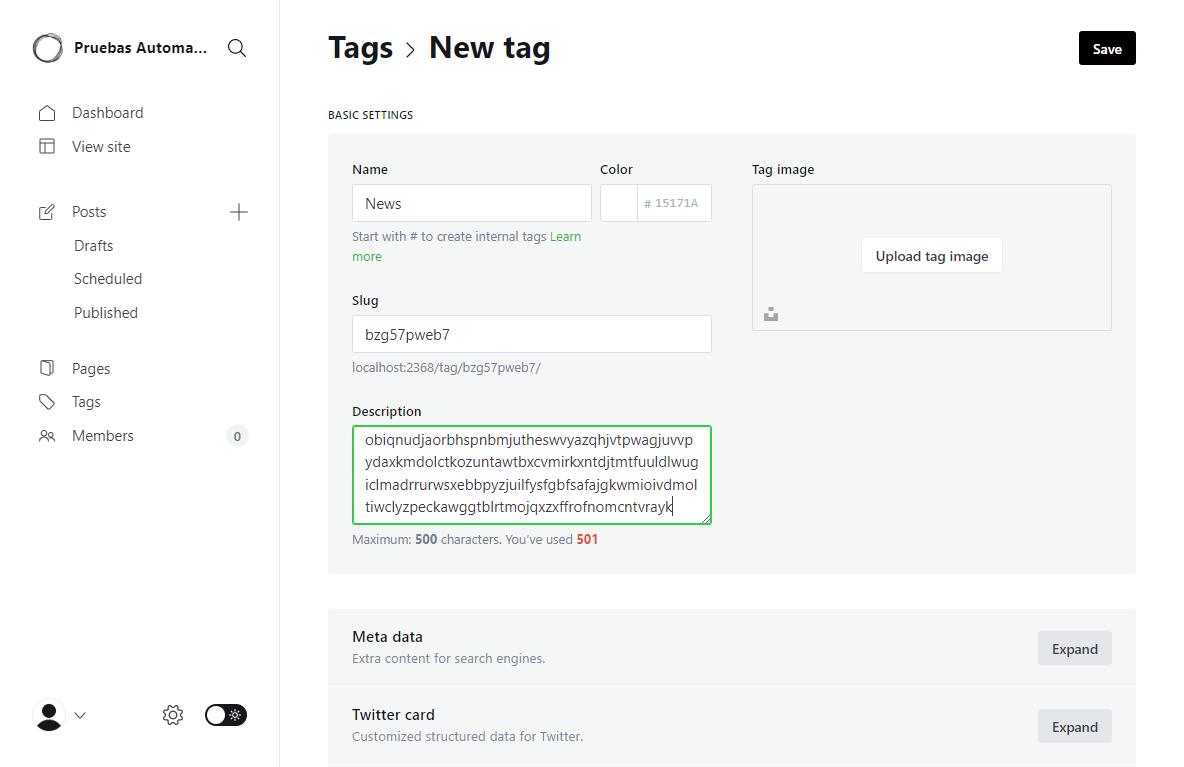 Pruebas Automa...
Dashboard
View site
Posts
Drafts
Scheduled
Published
Pages
Tags
Members
0
Tags > New tag
Save
BASIC SETTINGS
Name
News
Start with # to create internal tags Learn
more
Color
# 15171A
Slug
bzg57pweb7
localhost:2368/tag/bzg57pweb7/
Description
obiqnudjaorbhspnbmjutheswvyazqhjvtpwagjuvvp
ydaxkmdolctkozuntawtbxcvmirkxntdjtmtfuuldlwug
iclmadrrurwsxebbpyzjuilfysfgbfsafajgkwmioivdmol
tiwclyzpeckawggtblrtmojqxzxffrofnomcntvrayk
Maximum: 500 characters. You’ve used 501
Tag image
Upload tag image
Meta data
Extra content for search engines.
Expand
Twitter card
Customized structured data for Twitter.
Expand